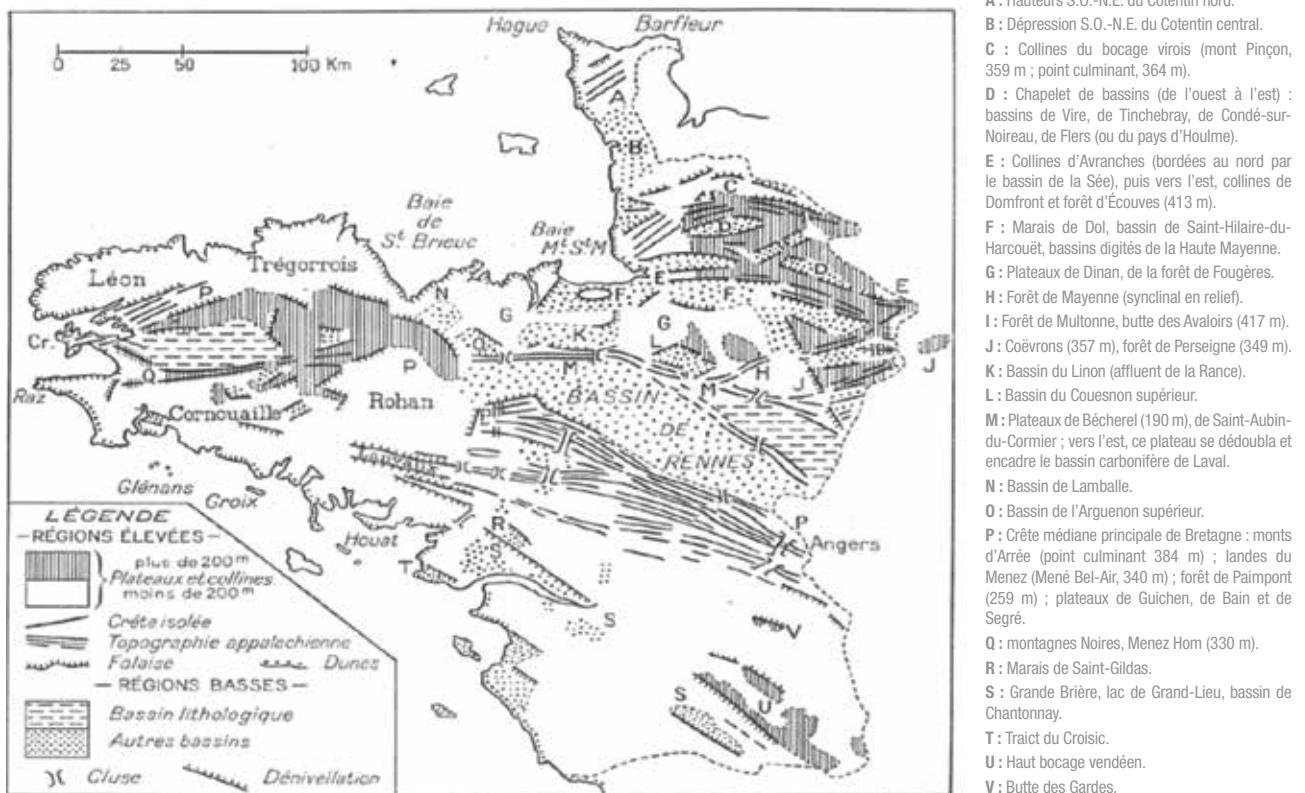 Hague
Barfleur
0 25 50 100 Km
A
B
C
D
Baie
de
St Brieuc
Baie
Mt St M
Léon
Trégorrois
P
N
G
E
F
F
D
E
Cr.
O
K
G
L
H
J
J
M
M
Q
P
Raz
Cornouaille
Rohan
BASSIN
DE
RENNES
P
Lanvaux
Glénans
Groix
Houat
R
S
T
S
P
Angers
V
S
U
LÉGENDE
– RÉGIONS ÉLEVÉES –
plus de 200m
Plateaux et collines
moins de 200m
Crête isolée
Topographie appalachienne
Falaise
Dunes
– RÉGIONS BASSES –
Bassin lithologique
Autres bassins
Cluse
Dénivellation
A : Hauteurs S.O.-N.E. du Cotentin nord.
B : Dépression S.O.-N.E. du Cotentin central.
C : Collines du bocage virois (mont Pinçon,
359 m ; point culminant, 364 m).
D : Chapelet de bassins (de l'ouest à l'est) :
bassins de Vire, de Tinchebray, de Condé-sur-
Noireau, de Flers (ou du pays d'Houlme).
E : Collines d'Avranches (bordées au nord par
le bassin de la Sée), puis vers l'est, collines de
Domfront et forêt d'Écouves (413 m).
F : Marais de Dol, bassin de Saint-Hilaire-du-
Harcouët, bassins digités de la Haute Mayenne.
G : Plateaux de Dinan, de la forêt de Fougères.
H : Forêt de Mayenne (synclinal en relief).
I : Forêt de Multonne, butte des Avaloirs (417 m).
J : Coëvrons (357 m), forêt de Perseigne (349 m).
K : Bassin du Linon (affluent de la Rance).
L : Bassin du Couesnon supérieur.
M : Plateaux de Bécherel (190 m), de Saint-Aubin-
du-Cormier ; vers l'est, ce plateau se dédoubla et
encadre le bassin carbonifère de Laval.
N : Bassin de Lamballe.
O : Bassin de l'Arguenon supérieur.
P : Crête médiane principale de Bretagne : monts
d'Arrée (point culminant 384 m) ; landes du
Menez (Mené Bel-Air, 340 m) ; forêt de Paimpont
(259 m) ; plateaux de Guichen, de Bain et de
Segré.
Q : montagnes Noires, Menez Hom (330 m).
R : Marais de Saint-Gildas.
S : Grande Brière, lac de Grand-Lieu, bassin de
Chantonnay.
T : Traict du Croisic.
U : Haut bocage vendéen.
V : Butte des Gardes.